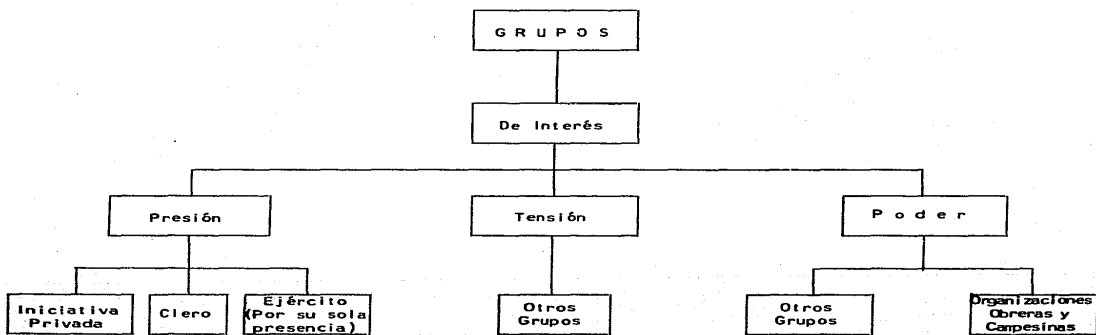 GRUPOS
De Interés
Presión
Tensión
Poder
Iniciativa
Privada
Clero
Ejército
(Por su sola
presencia)
Otros
Grupos
Otros
Grupos
Organizaciones
Obreras y
Campesinas